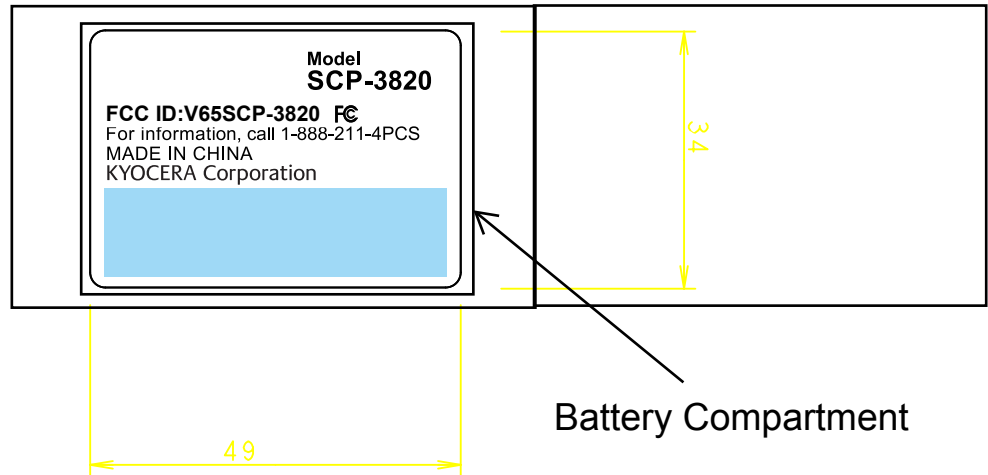 Model
SCP-3820
FCC ID:V65SCP-3820 FC
For information, call 1-888-211-4PCS
MADE IN CHINA
KYOCERA Corporation
34
Battery Compartment
49